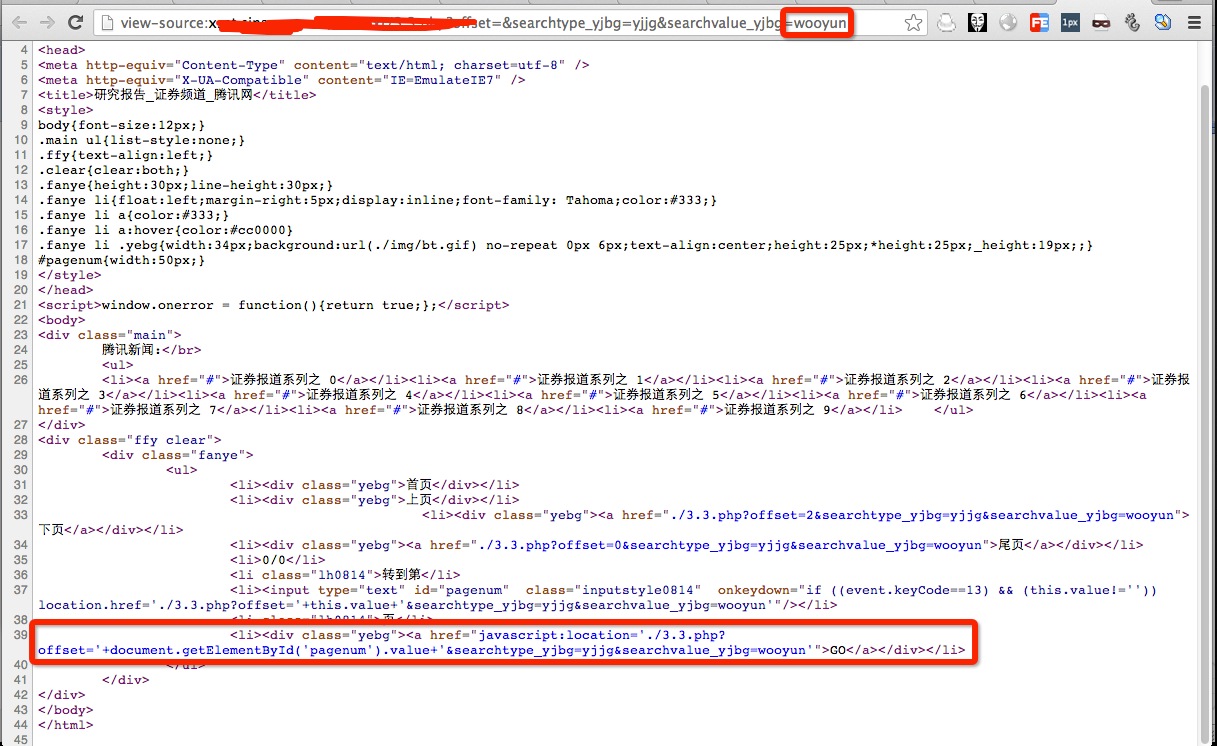 view-source:x offset=&searchtype_yjbg=yjjg&searchvalue_yjbg=wooyun
FE 1px
4 <head>
5 <meta http-equiv="Content-Type" content="text/html; charset=utf-8" />
6 <meta http-equiv="X-UA-Compatible" content="IE=EmulateIE7" />
7 <title>研究报告_证券频道_腾讯网</title>
8 <style>
9 body{font-size:12px;}
10 .main ul{list-style:none;}
11 .ffy{text-align:left;}
12 .clear{clear:both;}
13 .fanye{height:30px;line-height:30px;}
14 .fanye li{float:left;margin-right:5px;display:inline;font-family: Tahoma;color:#333;}
15 .fanye li a{color:#333;}
16 .fanye li a:hover{color:#cc0000}
17 .fanye li .yebg{width:34px;background:url(./img/bt.gif) no-repeat 0px 6px;text-align:center;height:25px;*height:25px;_height:19px;;}
18 #pagenum{width:50px;}
19 </style>
20 </head>
21 <script>window.onerror = function(){return true;};</script>
22 <body>
23 <div class="main">
24 腾讯新闻:</br>
25 <ul>
26 <li><a href="#">证券报道系列之 0</a></li><li><a href="#">证券报道系列之 1</a></li><li><a href="#">证券报道系列之 2</a></li><li><a href="#">证券报
道系列之 3</a></li><li><a href="#">证券报道系列之 4</a></li><li><a href="#">证券报道系列之 5</a></li><li><a href="#">证券报道系列之 6</a></li><li><a
href="#">证券报道系列之 7</a></li><li><a href="#">证券报道系列之 8</a></li><li><a href="#">证券报道系列之 9</a></li> </ul>
27 </div>
28 <div class="ffy clear">
29 <div class="fanye">
30 <ul>
31 <li><div class="yebg">首页</div></li>
32 <li><div class="yebg">上页</div></li>
33 <li><div class="yebg"><a href="./3.3.php?offset=2&searchtype_yjbg=yjjg&searchvalue_yjbg=wooyun">
下页</a></div></li>
34 <li><div class="yebg"><a href="./3.3.php?offset=0&searchtype_yjbg=yjjg&searchvalue_yjbg=wooyun">尾页</a></div></li>
35 <li>0/0</li>
36 <li class="lh0814">转到第</li>
37 <li><input type="text" id="pagenum" class="inputstyle0814" onkeydown="if ((event.keyCode==13) && (this.value!=''))
location.href='./3.3.php?offset='+this.value+'&searchtype_yjbg=yjjg&searchvalue_yjbg=wooyun'"/></li>
38 <li class="lh0814">页</li>
39 <li><div class="yebg"><a href="javascript:location='./3.3.php?
offset='+document.getElementById('pagenum').value+'&searchtype_yjbg=yjjg&searchvalue_yjbg=wooyun'">GO</a></div></li>
40 </ul>
41 </div>
42 </div>
43 </body>
44 </html>
45